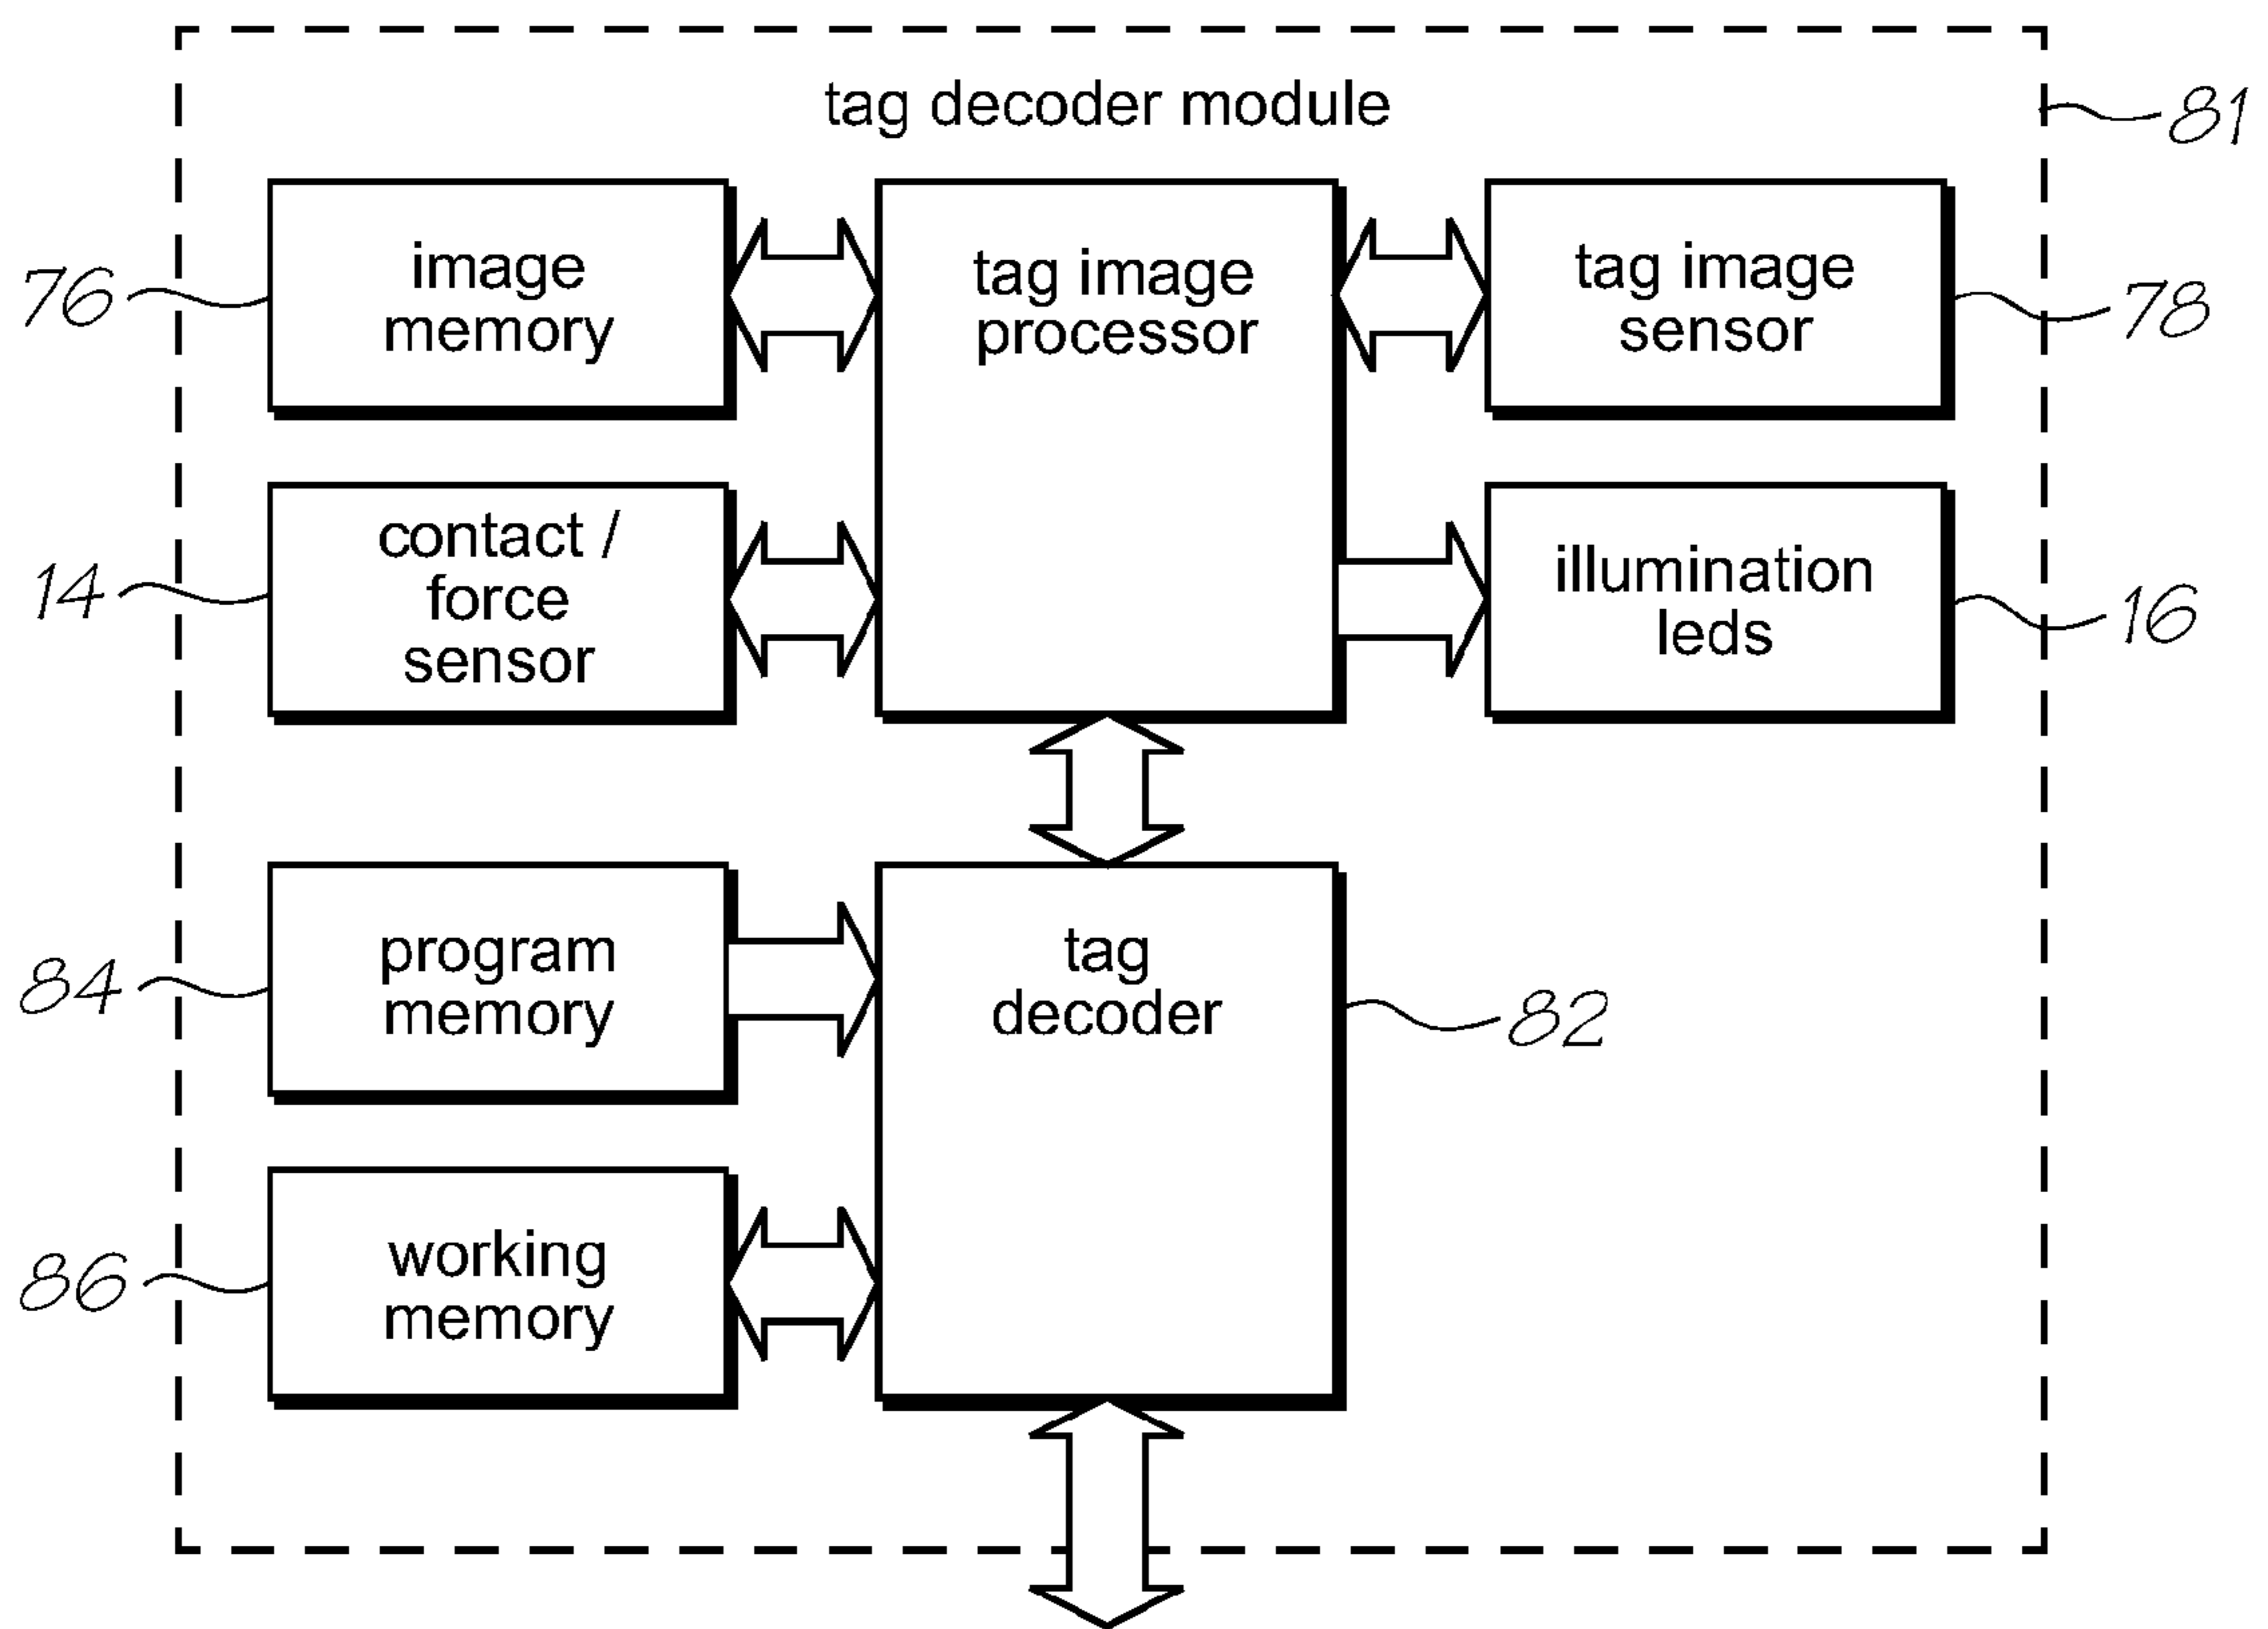 tag decoder module
81
image
memory
76
tag image
processor
tag image
sensor
78
contact /
force
sensor
14
illumination
leds
16
program
memory
84
tag
decoder
82
working
memory
86